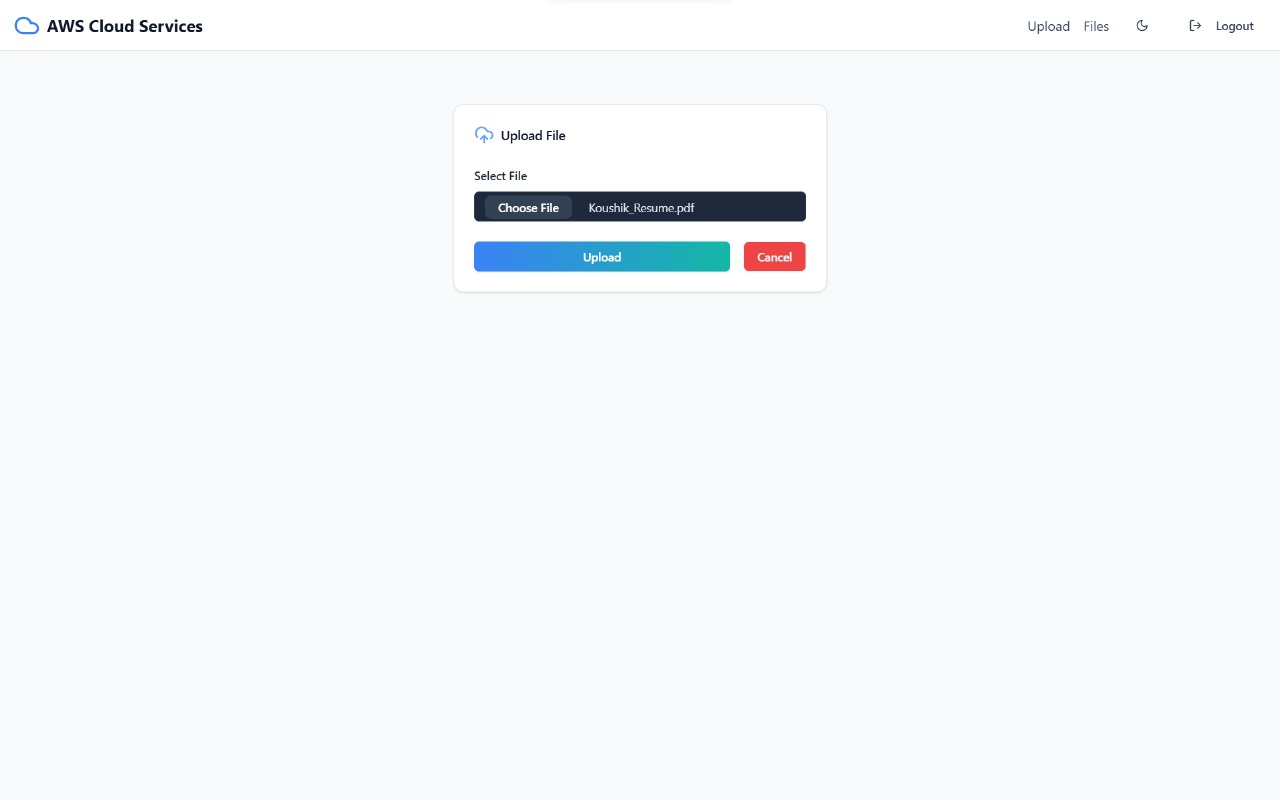 AWS Cloud Services
Upload Files Logout
Upload File
Select File
Choose File Koushik_Resume.pdf
Upload Cancel